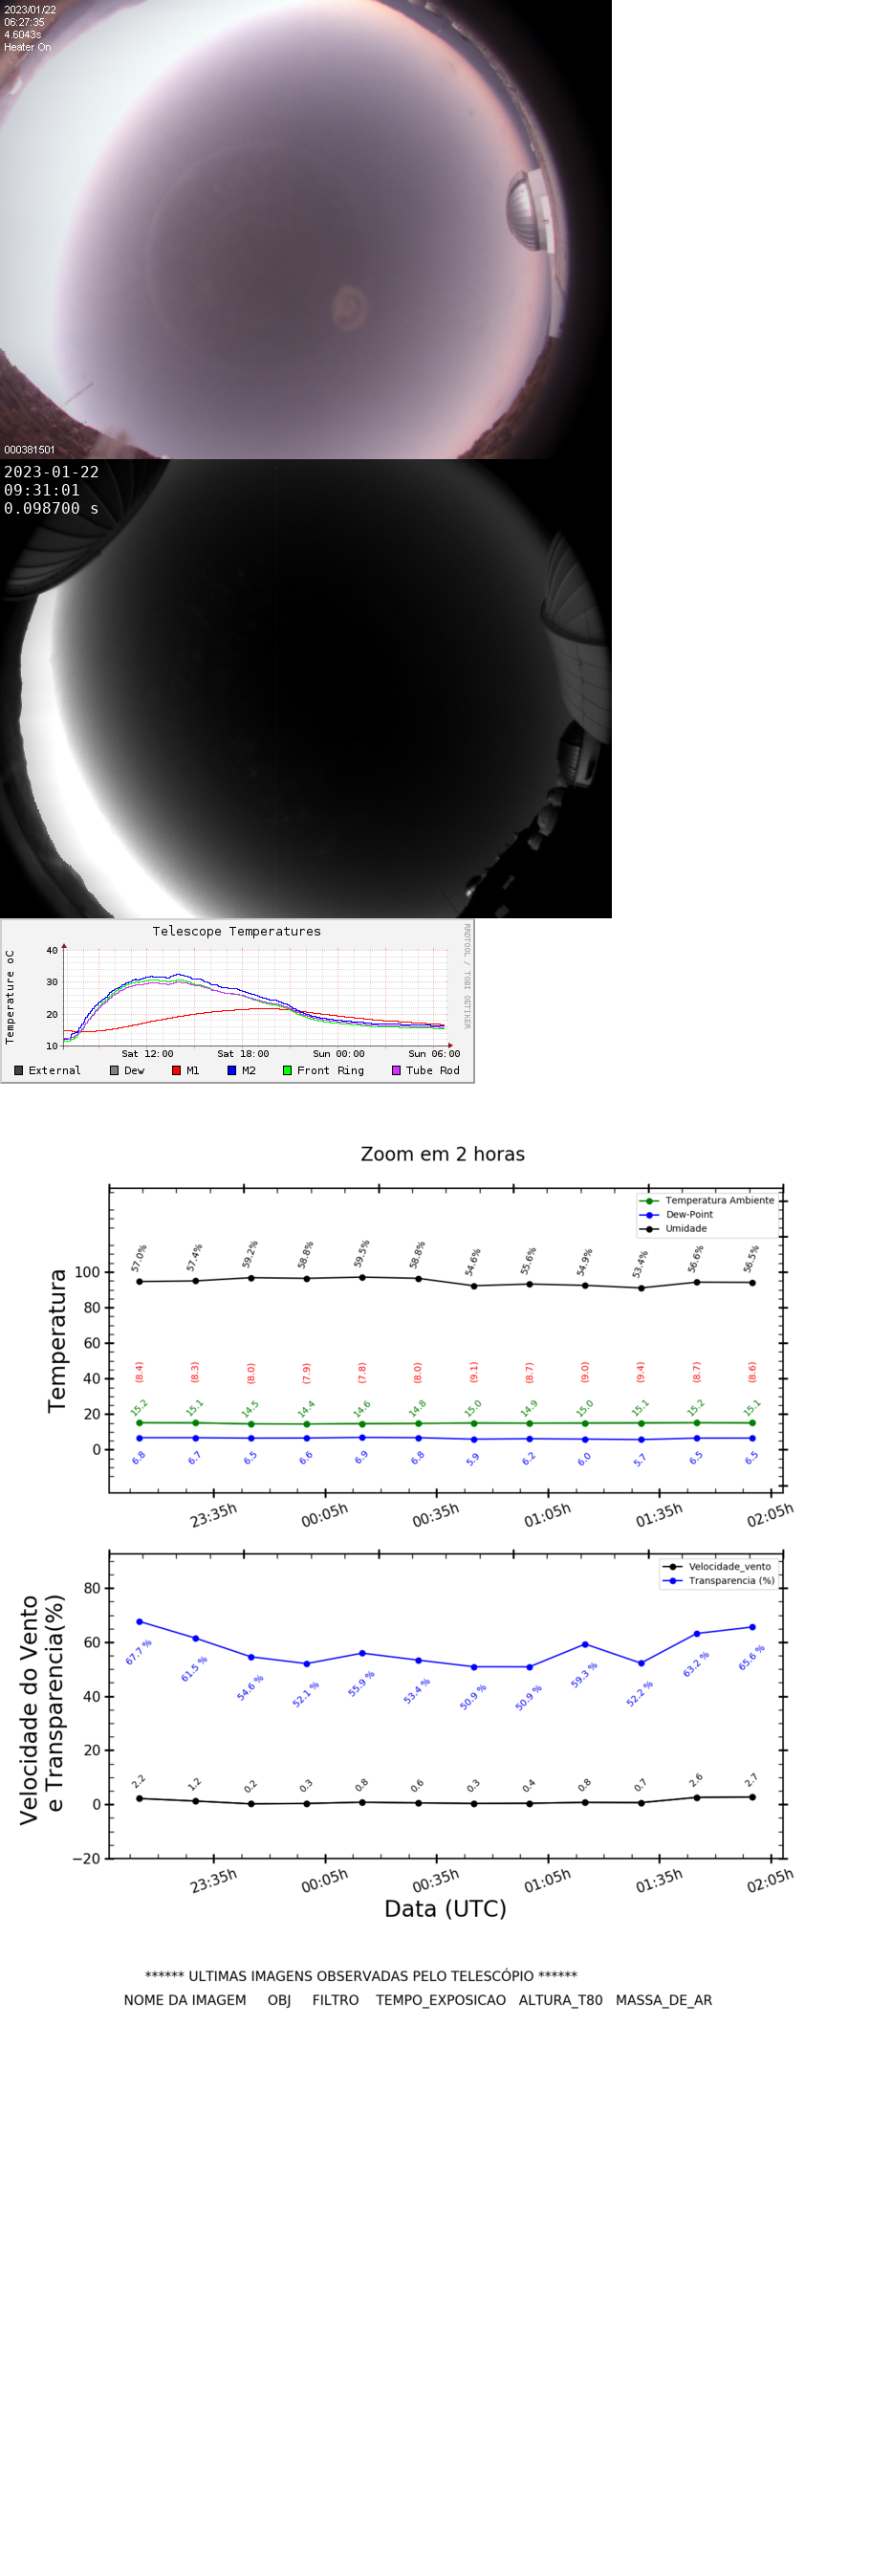 2023/01/22
06:27:35
4.6043s
Heater On
000381501
2023-01-22
09:31:01
0.098700 s
Telescope Temperatures
RRDTOOL / TOBI OETIKER
Temperature oC
40
30
20
10
Sat 12:00 Sat 18:00 Sun 00:00 Sun 06:00
External Dew M1 M2 Front Ring Tube Rod
Zoom em 2 horas
Temperatura Ambiente
Dew-Point
Umidade
Temperatura
100
80
60
40
20
0
57.0% 57.4% 59.2% 58.8% 59.5% 58.8% 54.6% 55.6% 54.9% 53.4% 56.6% 56.5%
(8.4) (8.3) (8.0) (7.9) (7.8) (8.0) (9.1) (8.7) (9.0) (9.4) (8.7) (8.6)
15.2 15.1 14.5 14.4 14.6 14.8 15.0 14.9 15.0 15.1 15.2 15.1
6.8 6.7 6.5 6.6 6.9 6.8 5.9 6.2 6.0 5.7 6.5 6.5
23:35h 00:05h 00:35h 01:05h 01:35h 02:05h
Velocidade_vento
Transparencia (%)
Velocidade do Vento
e Transparencia(%)
80
60
40
20
0
−20
67.7 % 61.5 % 54.6 % 52.1 % 55.9 % 53.4 % 50.9 % 50.9 % 59.3 % 52.2 % 63.2 % 65.6 %
2.2 1.2 0.2 0.3 0.8 0.6 0.3 0.4 0.8 0.7 2.6 2.7
23:35h 00:05h 00:35h 01:05h 01:35h 02:05h
Data (UTC)
****** ULTIMAS IMAGENS OBSERVADAS PELO TELESCÓPIO ******
NOME DA IMAGEM OBJ FILTRO TEMPO_EXPOSICAO ALTURA_T80 MASSA_DE_AR